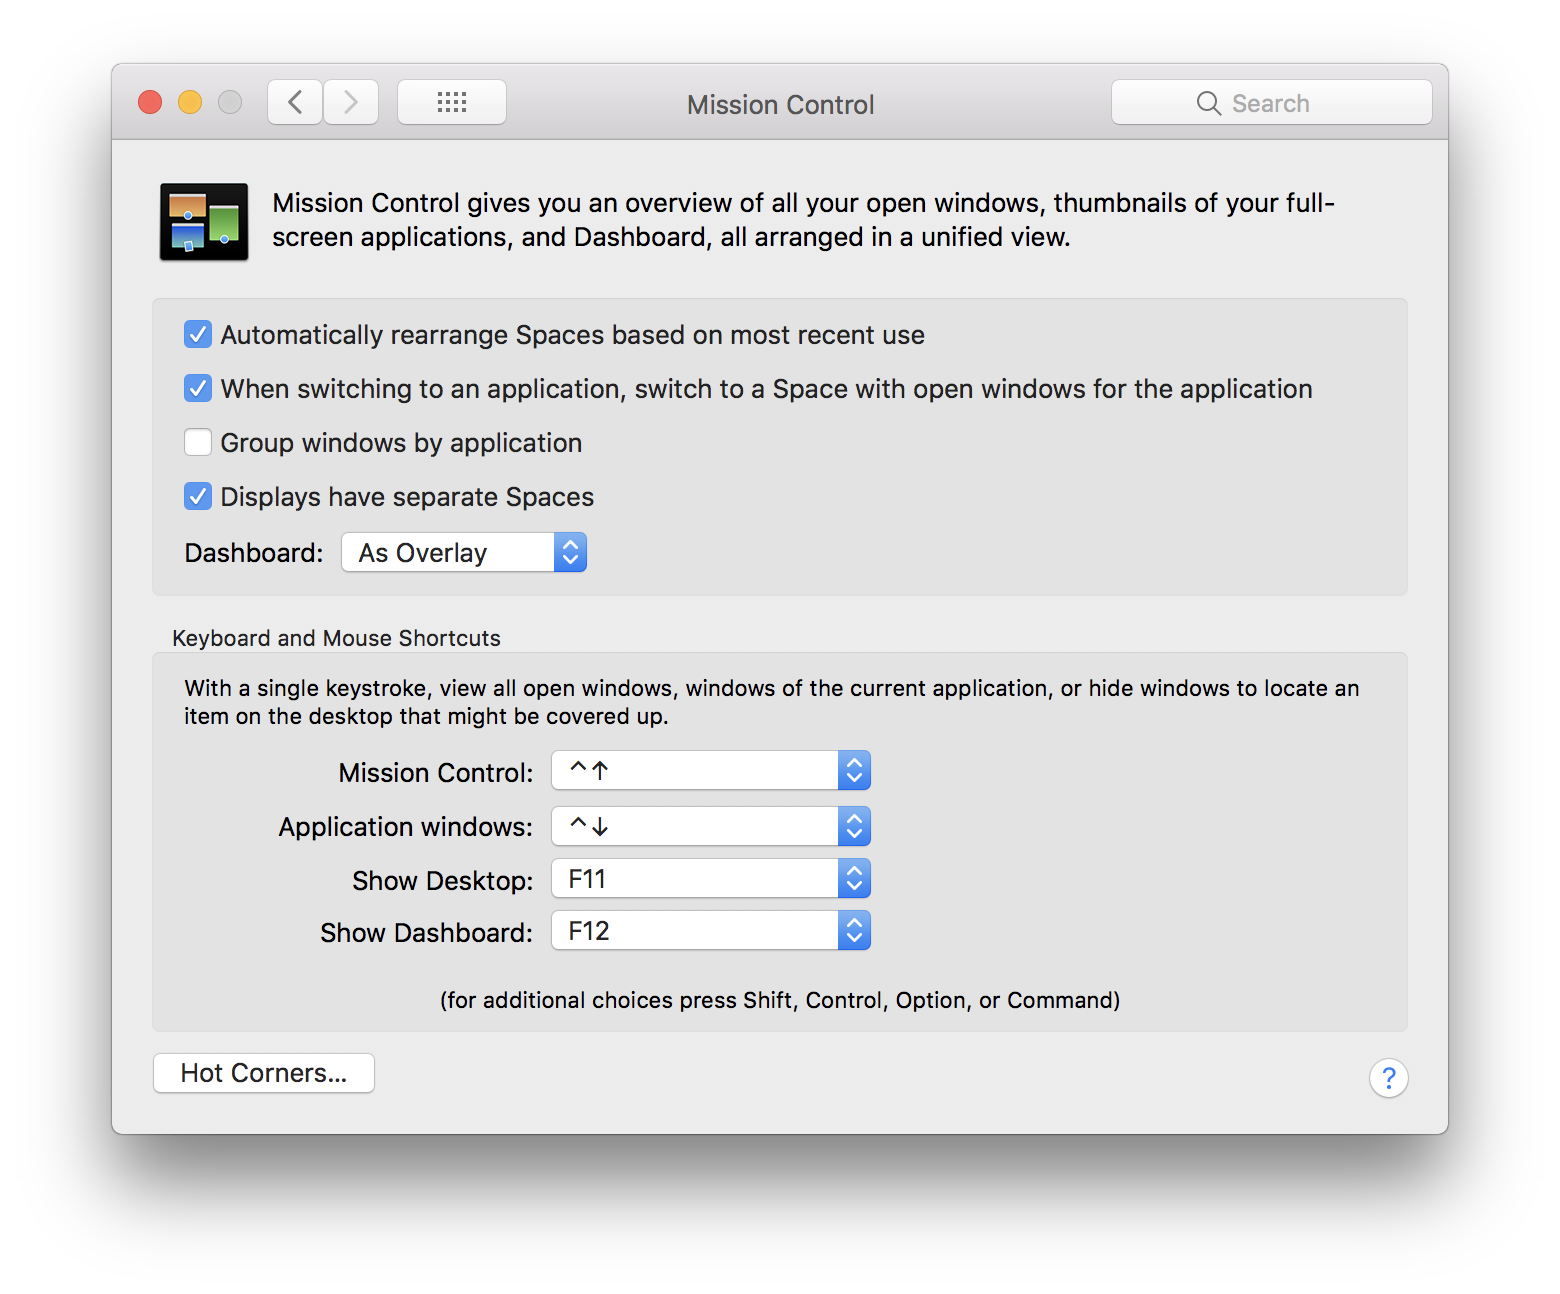 Mission Control
Search
Mission Control gives you an overview of all your open windows, thumbnails of your full-
screen applications, and Dashboard, all arranged in a unified view.
Automatically rearrange Spaces based on most recent use
When switching to an application, switch to a Space with open windows for the application
Group windows by application
Displays have separate Spaces
Dashboard: As Overlay
Keyboard and Mouse Shortcuts
With a single keystroke, view all open windows, windows of the current application, or hide windows to locate an
item on the desktop that might be covered up.
Mission Control: ^↑
Application windows: ^↓
Show Desktop: F11
Show Dashboard: F12
(for additional choices press Shift, Control, Option, or Command)
Hot Corners...
?